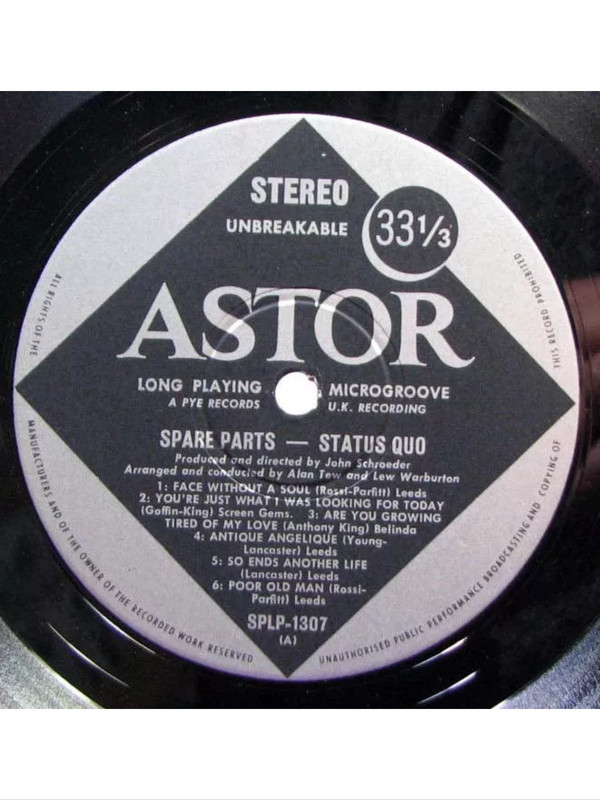 STEREO
UNBREAKABLE
33 1/3
ASTOR
LONG PLAYING MICROGROOVE
A PYE RECORDS U.K. RECORDING
SPARE PARTS — STATUS QUO
Produced and directed by John Schroeder
Arranged and conducted by Alan Tew and Lew Warburton
1: FACE WITHOUT A SOUL (Rossi-Parfitt) Leeds
2: YOU'RE JUST WHAT I WAS LOOKING FOR TODAY
(Goffin-King) Screen Gems. 3: ARE YOU GROWING
TIRED OF MY LOVE (Anthony King) Belinda
4: ANTIQUE ANGELIQUE (Young-
Lancaster) Leeds
5: SO ENDS ANOTHER LIFE
(Lancaster) Leeds
6: POOR OLD MAN (Rossi-
Parfitt) Leeds
SPLP-1307
(A)
ALL RIGHTS OF THE
MANUFACTURERS AND OF THE OWNER OF THE RECORDED WORK RESERVED
UNAUTHORISED PUBLIC PERFORMANCE BROADCASTING AND COPYING OF
THIS RECORD PROHIBITED